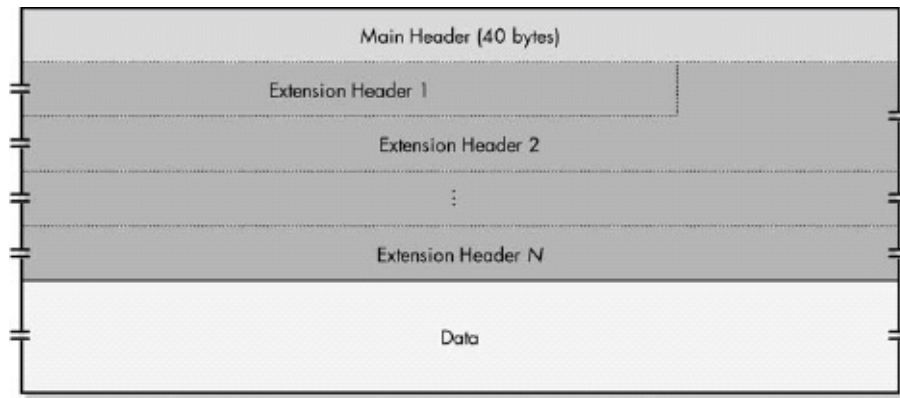 Main Header (40 bytes)
Extension Header 1
Extension Header 2
⋮
Extension Header N
Data